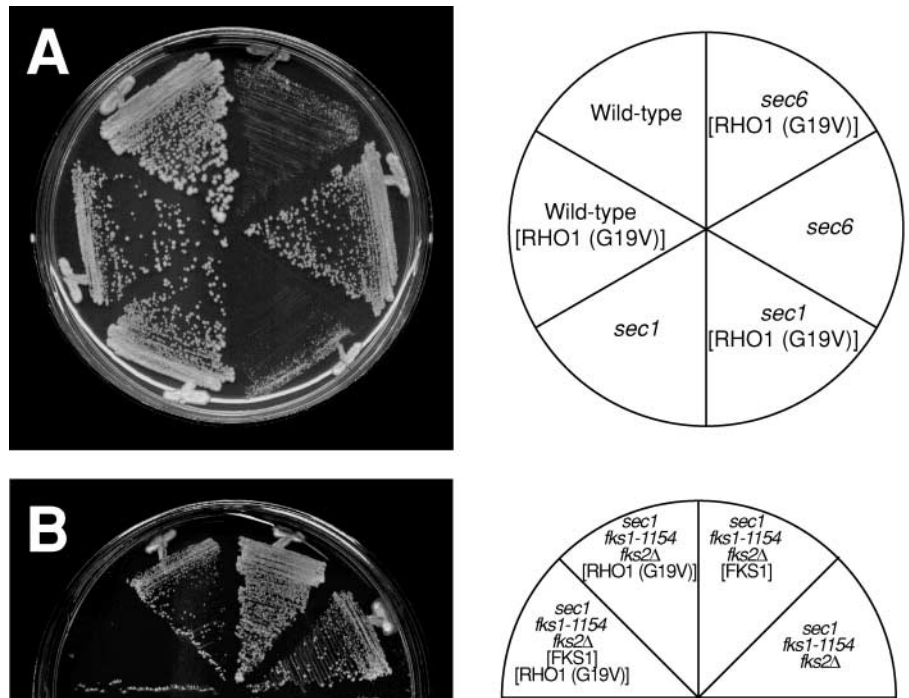 A
Wild-type
sec6
[RHO1 (G19V)]
Wild-type
[RHO1 (G19V)]
sec6
sec1
sec1
[RHO1 (G19V)]
B
sec1
fks1-1154
fks2Δ
[RHO1 (G19V)]
sec1
fks1-1154
fks2Δ
[FKS1]
sec1
fks1-1154
fks2Δ
[FKS1]
[RHO1 (G19V)]
sec1
fks1-1154
fks2Δ